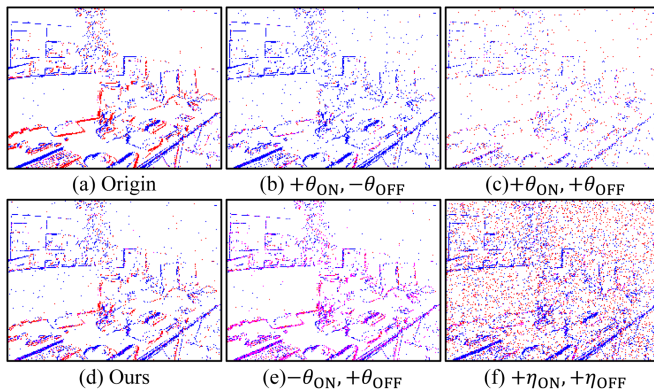 (a) Origin
(b) +θ_ON, −θ_OFF
(c)+θ_ON, +θ_OFF
(d) Ours
(e)−θ_ON, +θ_OFF
(f) +η_ON, +η_OFF